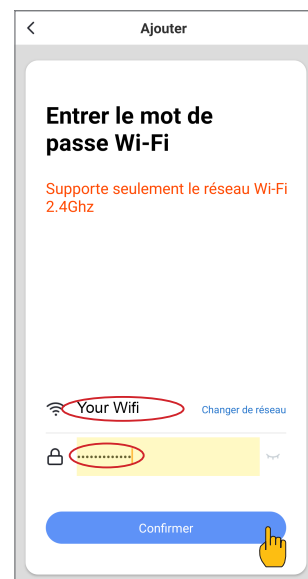 Ajouter
Entrer le mot de
passe Wi-Fi
Supporte seulement le réseau Wi-Fi
2.4Ghz
Your Wifi
Changer de réseau
••••••••••••
Confirmer